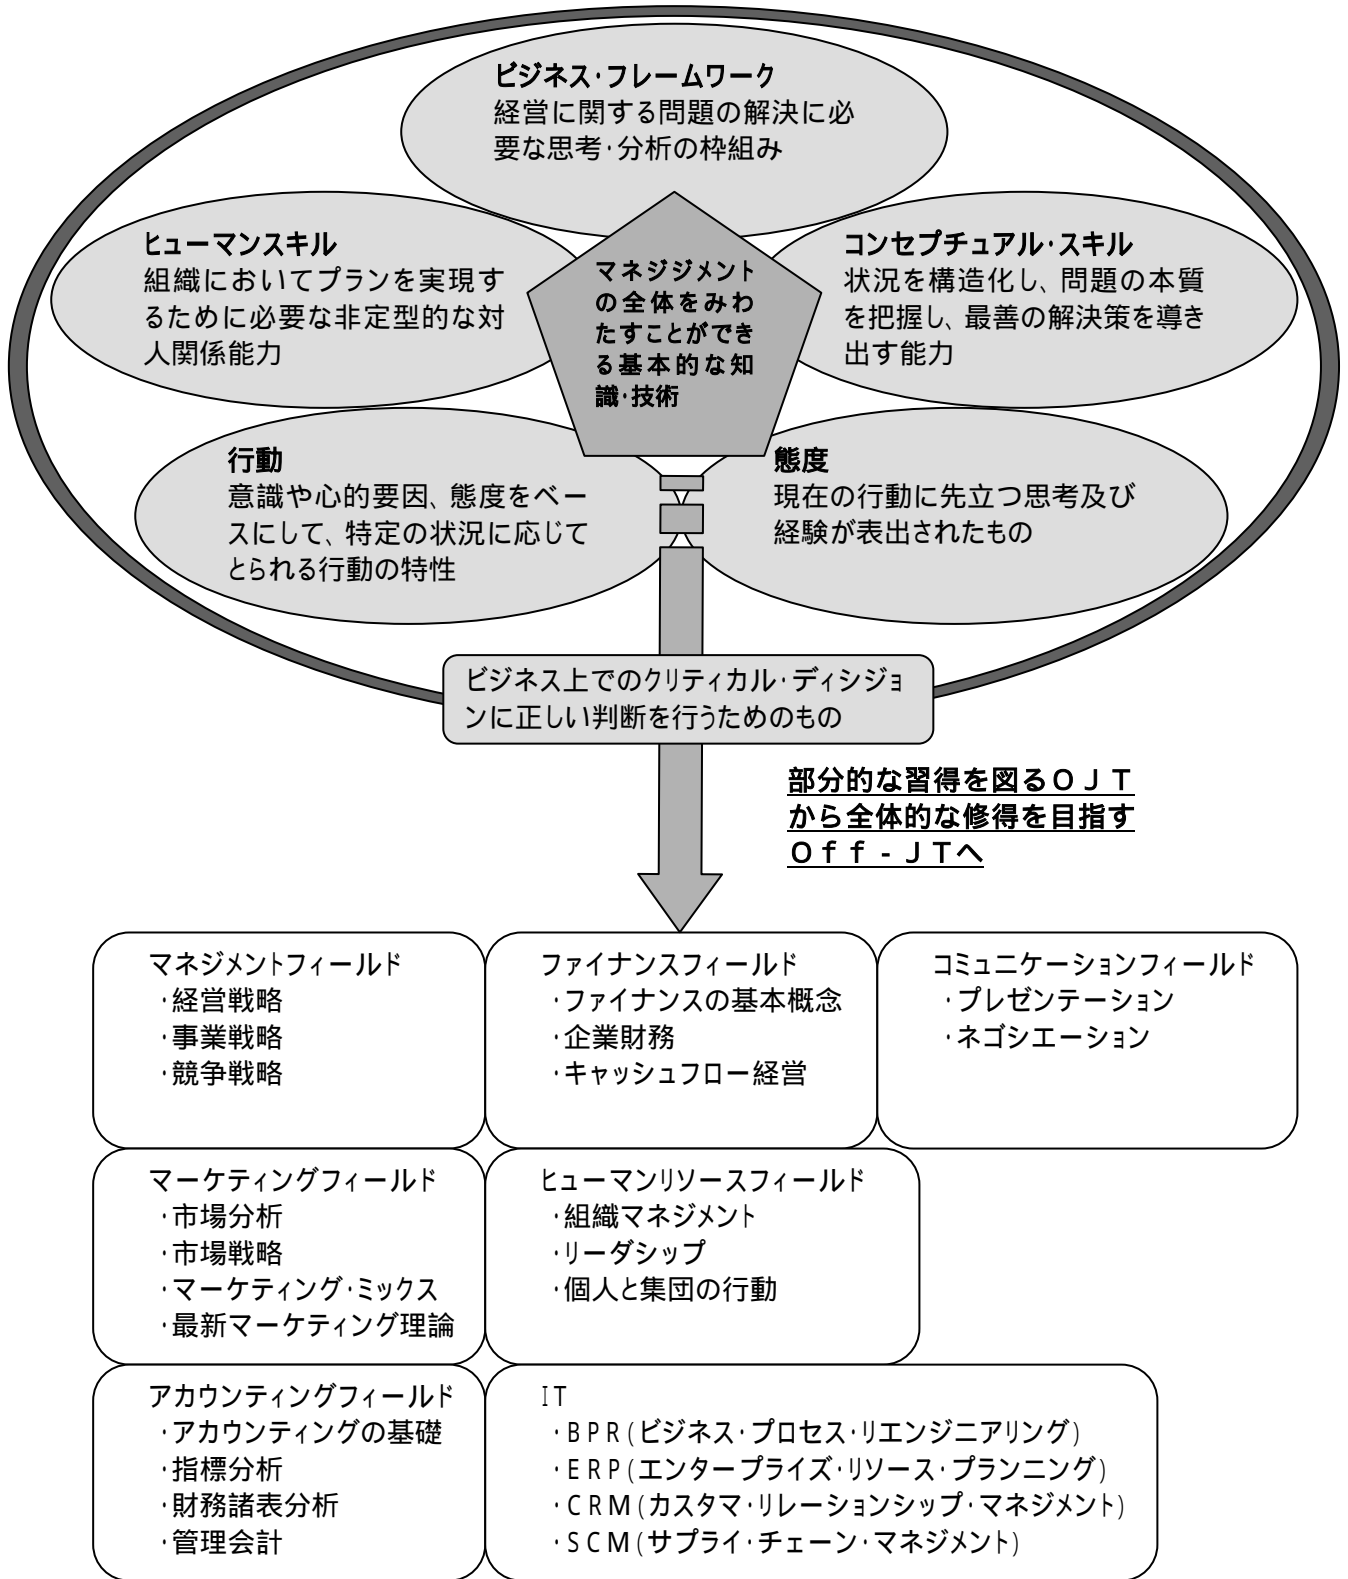 ビジネス・フレームワーク
経営に関する問題の解決に必
要な思考・分析の枠組み
ヒューマンスキル
組織においてプランを実現す
るために必要な非定型的な対
人関係能力
コンセプチュアル・スキル
状況を構造化し、問題の本質
を把握し、最善の解決策を導き
出す能力
マネジジメント
の全体をみわ
たすことができ
る基本的な知
識・技術
行動
意識や心的要因、態度をベー
スにして、特定の状況に応じて
とられる行動の特性
態度
現在の行動に先立つ思考及び
経験が表出されたもの
ビジネス上でのクリティカル・ディシジョ
ンに正しい判断を行うためのもの
部分的な習得を図るOJT
から全体的な修得を目指す
Off-JTへ
マネジメントフィールド
・経営戦略
・事業戦略
・競争戦略
ファイナンスフィールド
・ファイナンスの基本概念
・企業財務
・キャッシュフロー経営
コミュニケーションフィールド
・プレゼンテーション
・ネゴシエーション
マーケティングフィールド
・市場分析
・市場戦略
・マーケティング・ミックス
・最新マーケティング理論
ヒューマンリソースフィールド
・組織マネジメント
・リーダシップ
・個人と集団の行動
アカウンティングフィールド
・アカウンティングの基礎
・指標分析
・財務諸表分析
・管理会計
IT
・BPR(ビジネス・プロセス・リエンジニアリング)
・ERP(エンタープライズ・リソース・プランニング)
・CRM(カスタマ・リレーションシップ・マネジメント)
・SCM(サプライ・チェーン・マネジメント)